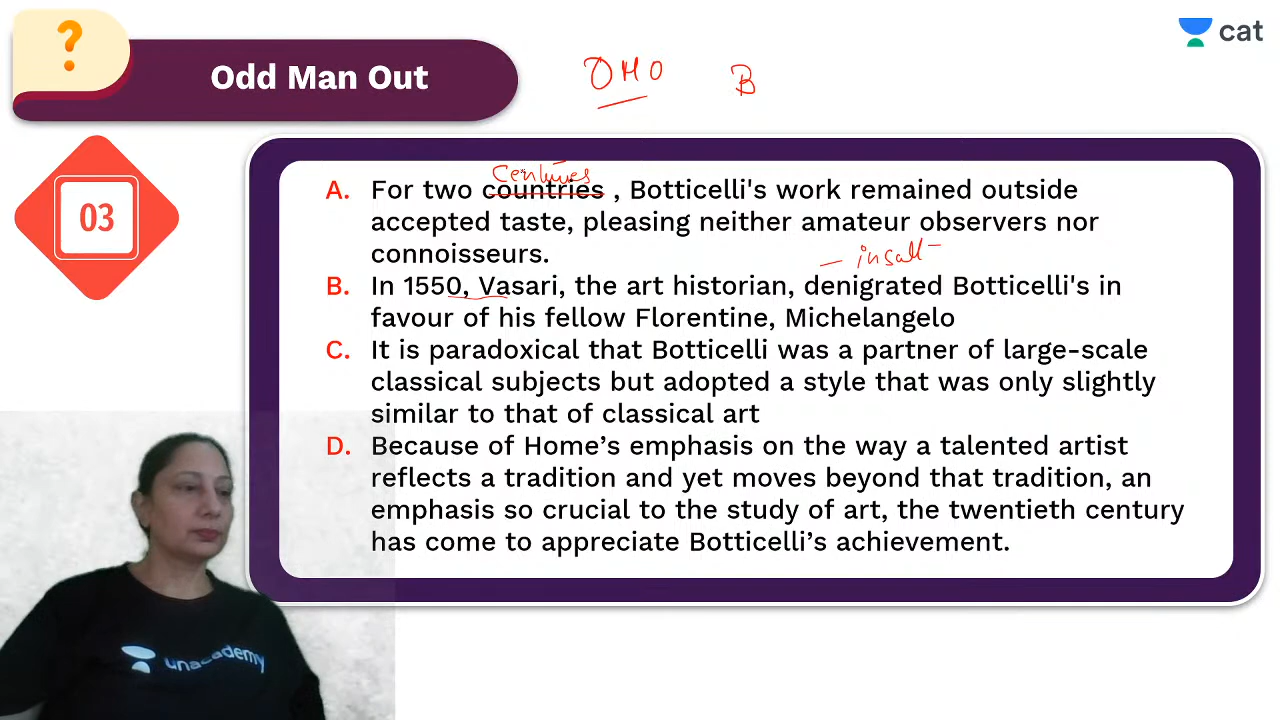 ?
cat
Odd Man Out
OMO B
03
Centuries
A. For two countries , Botticelli's work remained outside
accepted taste, pleasing neither amateur observers nor
connoisseurs.
— insult —
B. In 1550, Vasari, the art historian, denigrated Botticelli's in
favour of his fellow Florentine, Michelangelo
C. It is paradoxical that Botticelli was a partner of large-scale
classical subjects but adopted a style that was only slightly
similar to that of classical art
D. Because of Home’s emphasis on the way a talented artist
reflects a tradition and yet moves beyond that tradition, an
emphasis so crucial to the study of art, the twentieth century
has come to appreciate Botticelli’s achievement.
unacademy